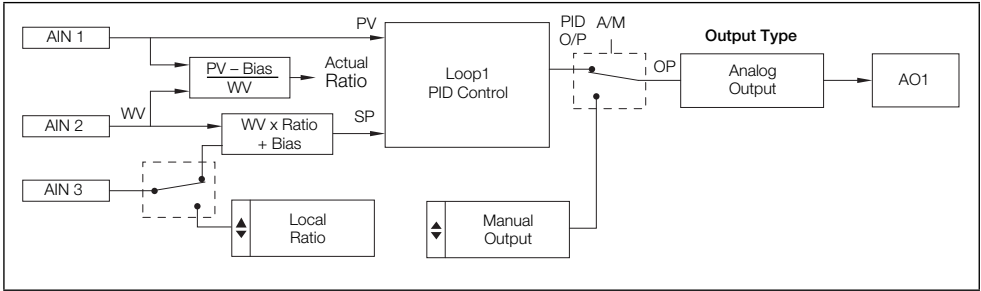 AIN 1
PV
PID
O/P
A/M
Output Type
PV – Bias
WV
Actual
Ratio
Loop1
PID Control
OP
Analog
Output
AO1
AIN 2
WV
WV x Ratio
+ Bias
SP
AIN 3
Local
Ratio
Manual
Output